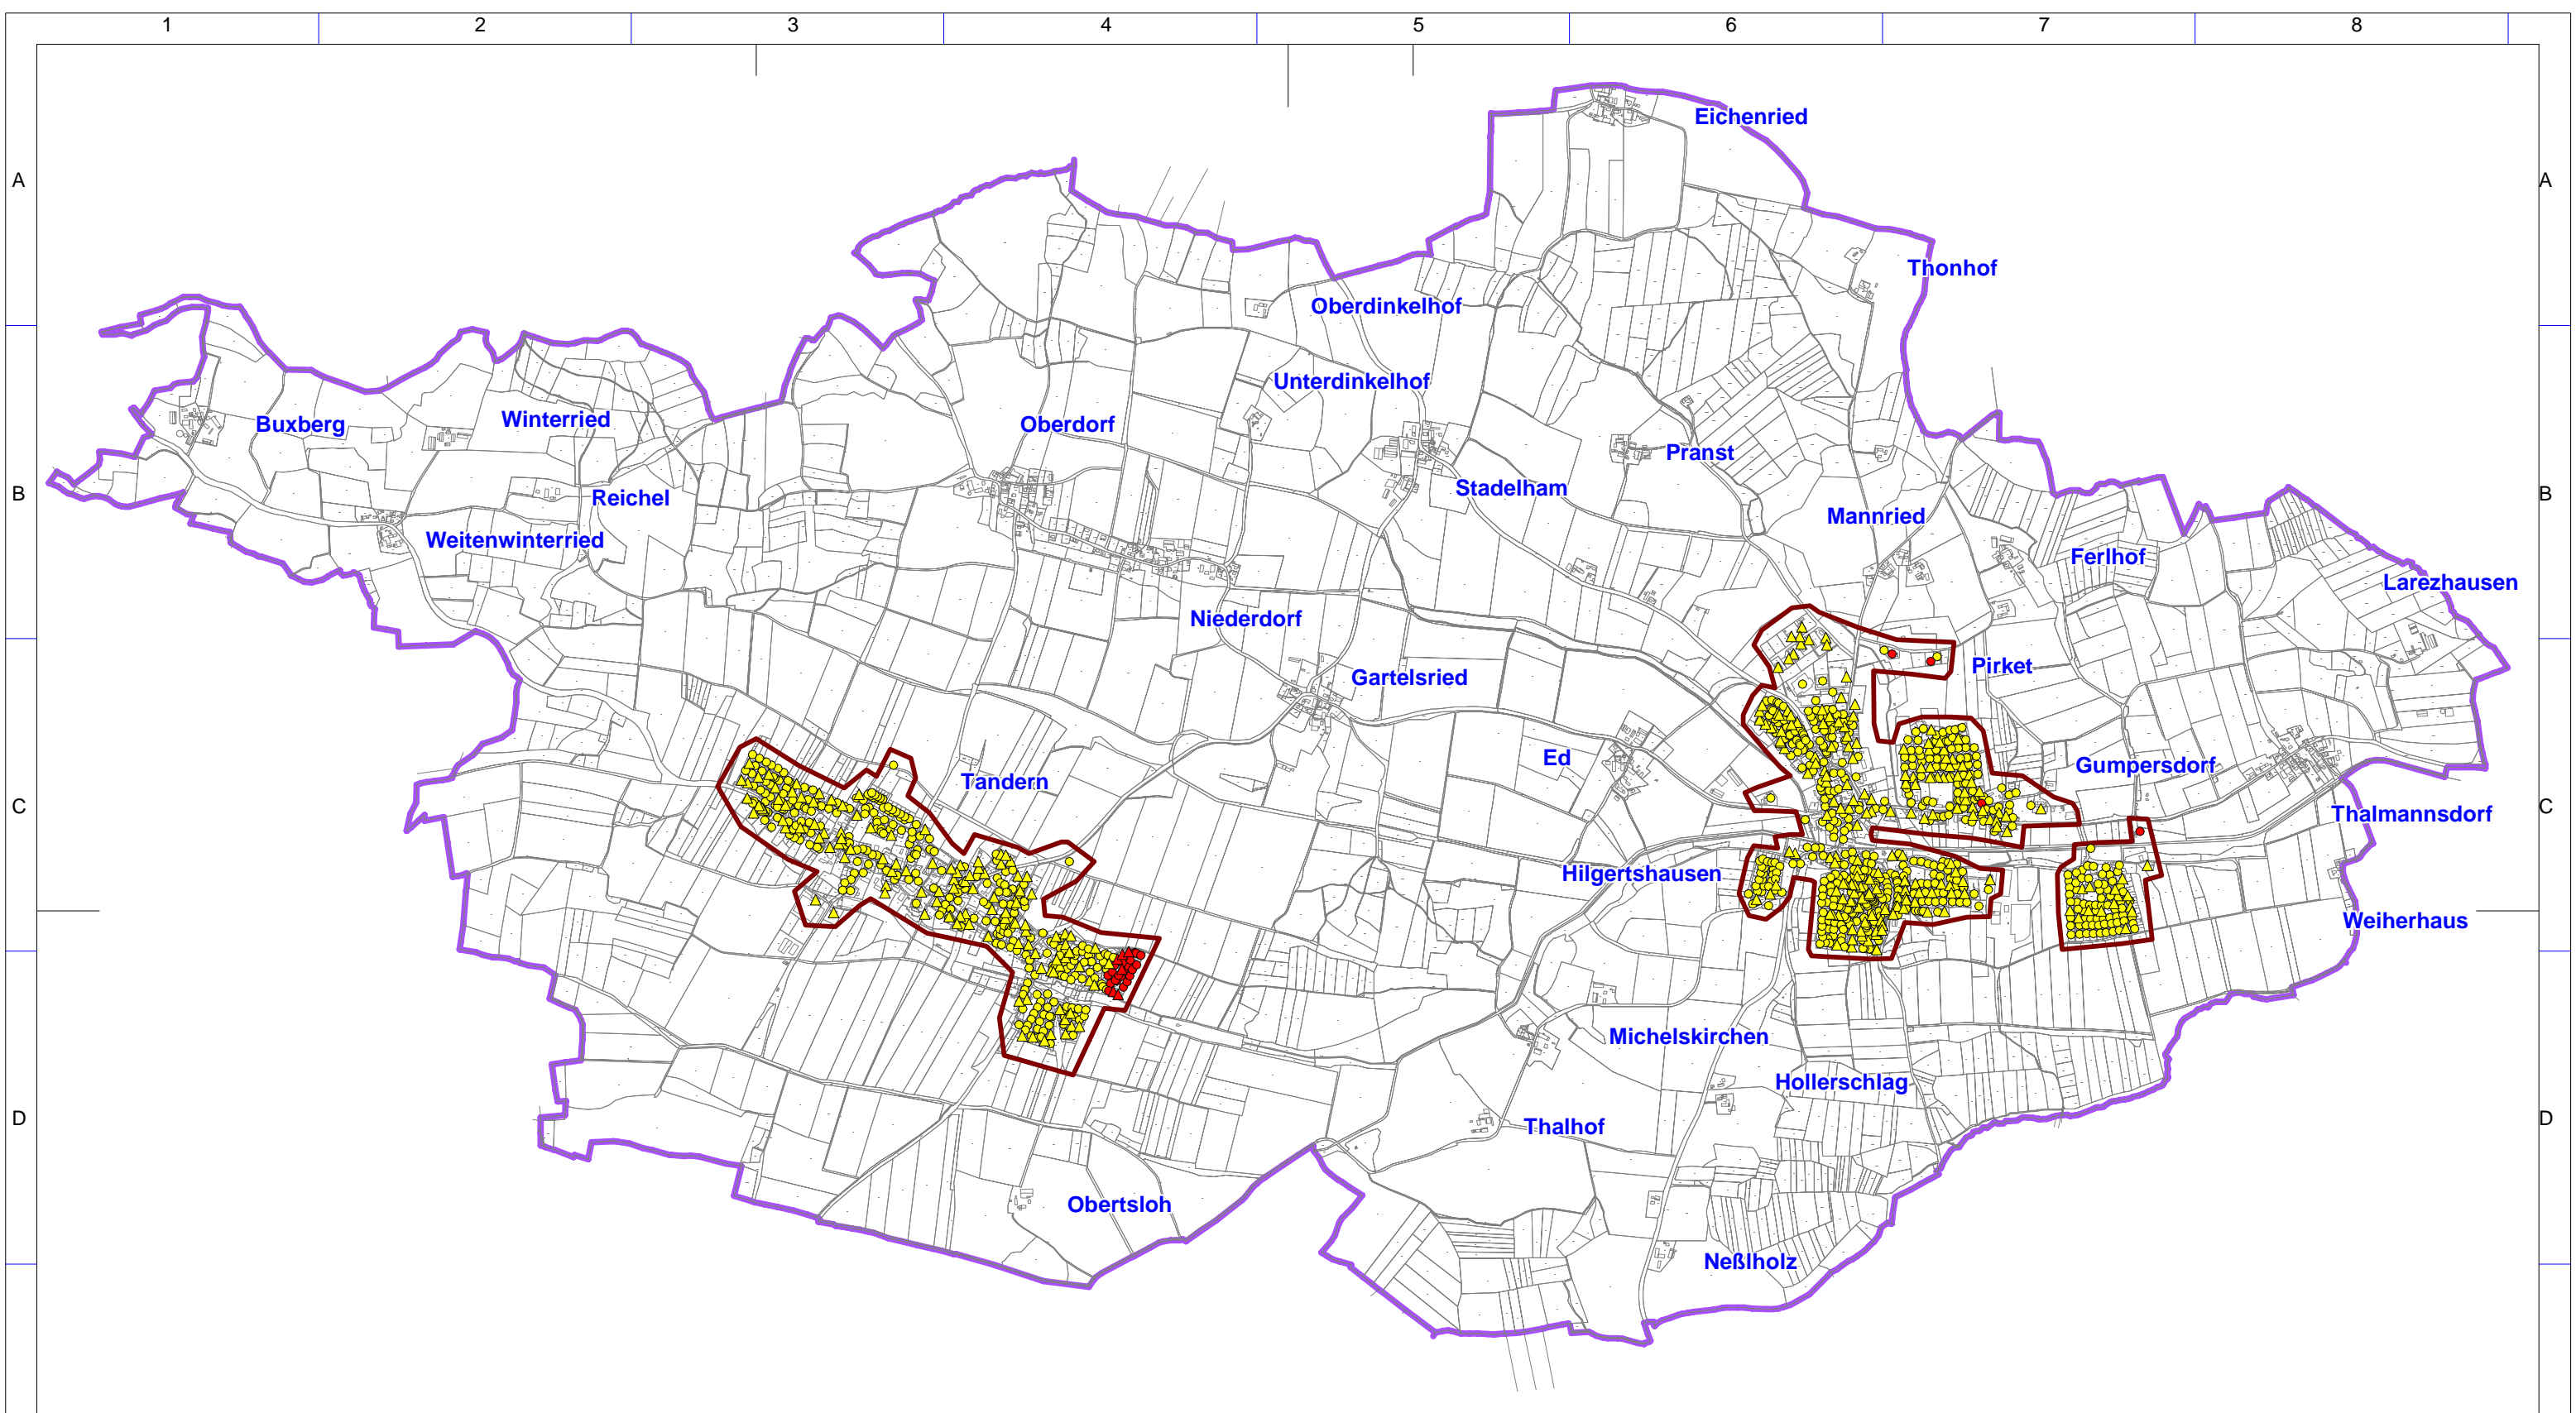 1 2 3 4 5 6 7 8
Eichenried
A A
Thonhof
Oberdinkelhof
Unterdinkelhof
Buxberg Winterried Oberdorf
Pranst
Stadelham
B Reichel B
Mannried
Weitenwinterried
Ferlhof
Larezhausen
Niederdorf
Pirket
Gartelsried
Ed
Gumpersdorf
Tandern
C C
Thalmannsdorf
Hilgertshausen
Weiherhaus
Michelskirchen
Hollerschlag
D D
Thalhof
Obertsloh
Neßlholz